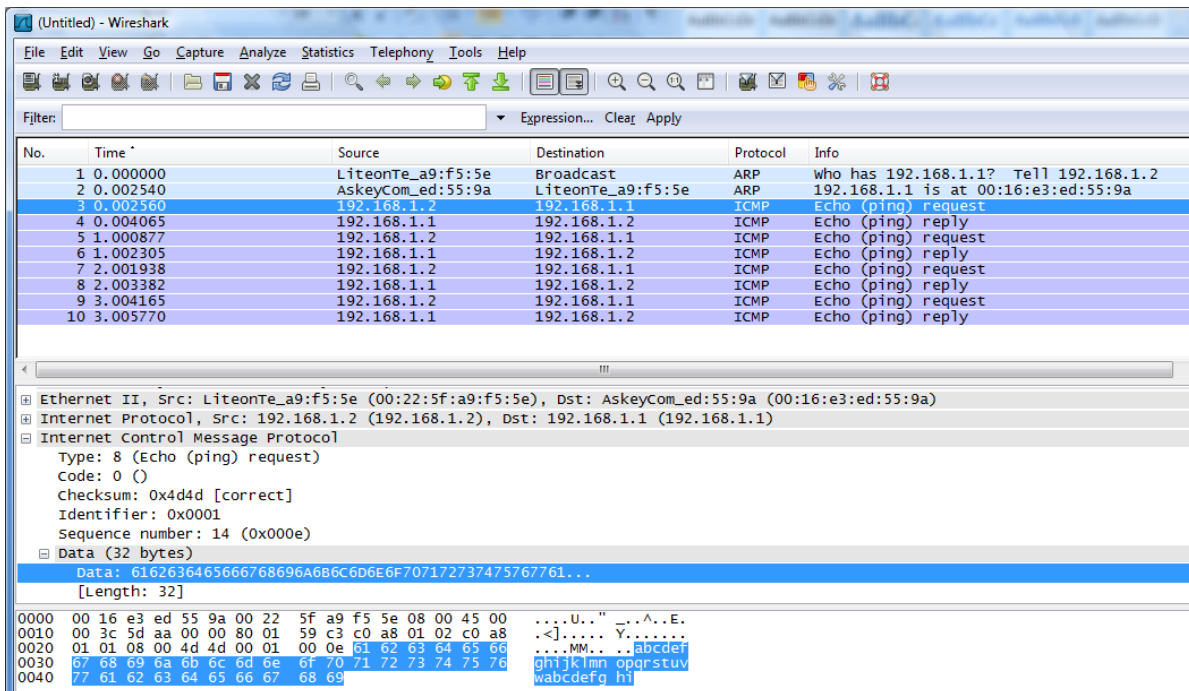 (Untitled) - Wireshark
File Edit View Go Capture Analyze Statistics Telephony Tools Help
Filter: Expression... Clear Apply
No. Time Source Destination Protocol Info
1 0.000000 LiteonTe_a9:f5:5e Broadcast ARP Who has 192.168.1.1? Tell 192.168.1.2
2 0.002540 AskeyCom_ed:55:9a LiteonTe_a9:f5:5e ARP 192.168.1.1 is at 00:16:e3:ed:55:9a
3 0.002560 192.168.1.2 192.168.1.1 ICMP Echo (ping) request
4 0.004065 192.168.1.1 192.168.1.2 ICMP Echo (ping) reply
5 1.000877 192.168.1.2 192.168.1.1 ICMP Echo (ping) request
6 1.002305 192.168.1.1 192.168.1.2 ICMP Echo (ping) reply
7 2.001938 192.168.1.2 192.168.1.1 ICMP Echo (ping) request
8 2.003382 192.168.1.1 192.168.1.2 ICMP Echo (ping) reply
9 3.004165 192.168.1.2 192.168.1.1 ICMP Echo (ping) request
10 3.005770 192.168.1.1 192.168.1.2 ICMP Echo (ping) reply
Ethernet II, Src: LiteonTe_a9:f5:5e (00:22:5f:a9:f5:5e), Dst: AskeyCom_ed:55:9a (00:16:e3:ed:55:9a)
Internet Protocol, Src: 192.168.1.2 (192.168.1.2), Dst: 192.168.1.1 (192.168.1.1)
Internet Control Message Protocol
Type: 8 (Echo (ping) request)
Code: 0 ()
Checksum: 0x4d4d [correct]
Identifier: 0x0001
Sequence number: 14 (0x000e)
Data (32 bytes)
Data: 6162636465666768696A6B6C6D6E6F707172737475767761...
[Length: 32]
0000 00 16 e3 ed 55 9a 00 22 5f a9 f5 5e 08 00 45 00 ....U.." _..^..E.
0010 00 3c 5d aa 00 00 80 01 59 c3 c0 a8 01 02 c0 a8 .<]..... Y.......
0020 01 01 08 00 4d 4d 00 01 00 0e 61 62 63 64 65 66 ....MM.. ..abcdef
0030 67 68 69 6a 6b 6c 6d 6e 6f 70 71 72 73 74 75 76 ghijklmn opqrstuv
0040 77 61 62 63 64 65 66 67 68 69 wabcdefg hi